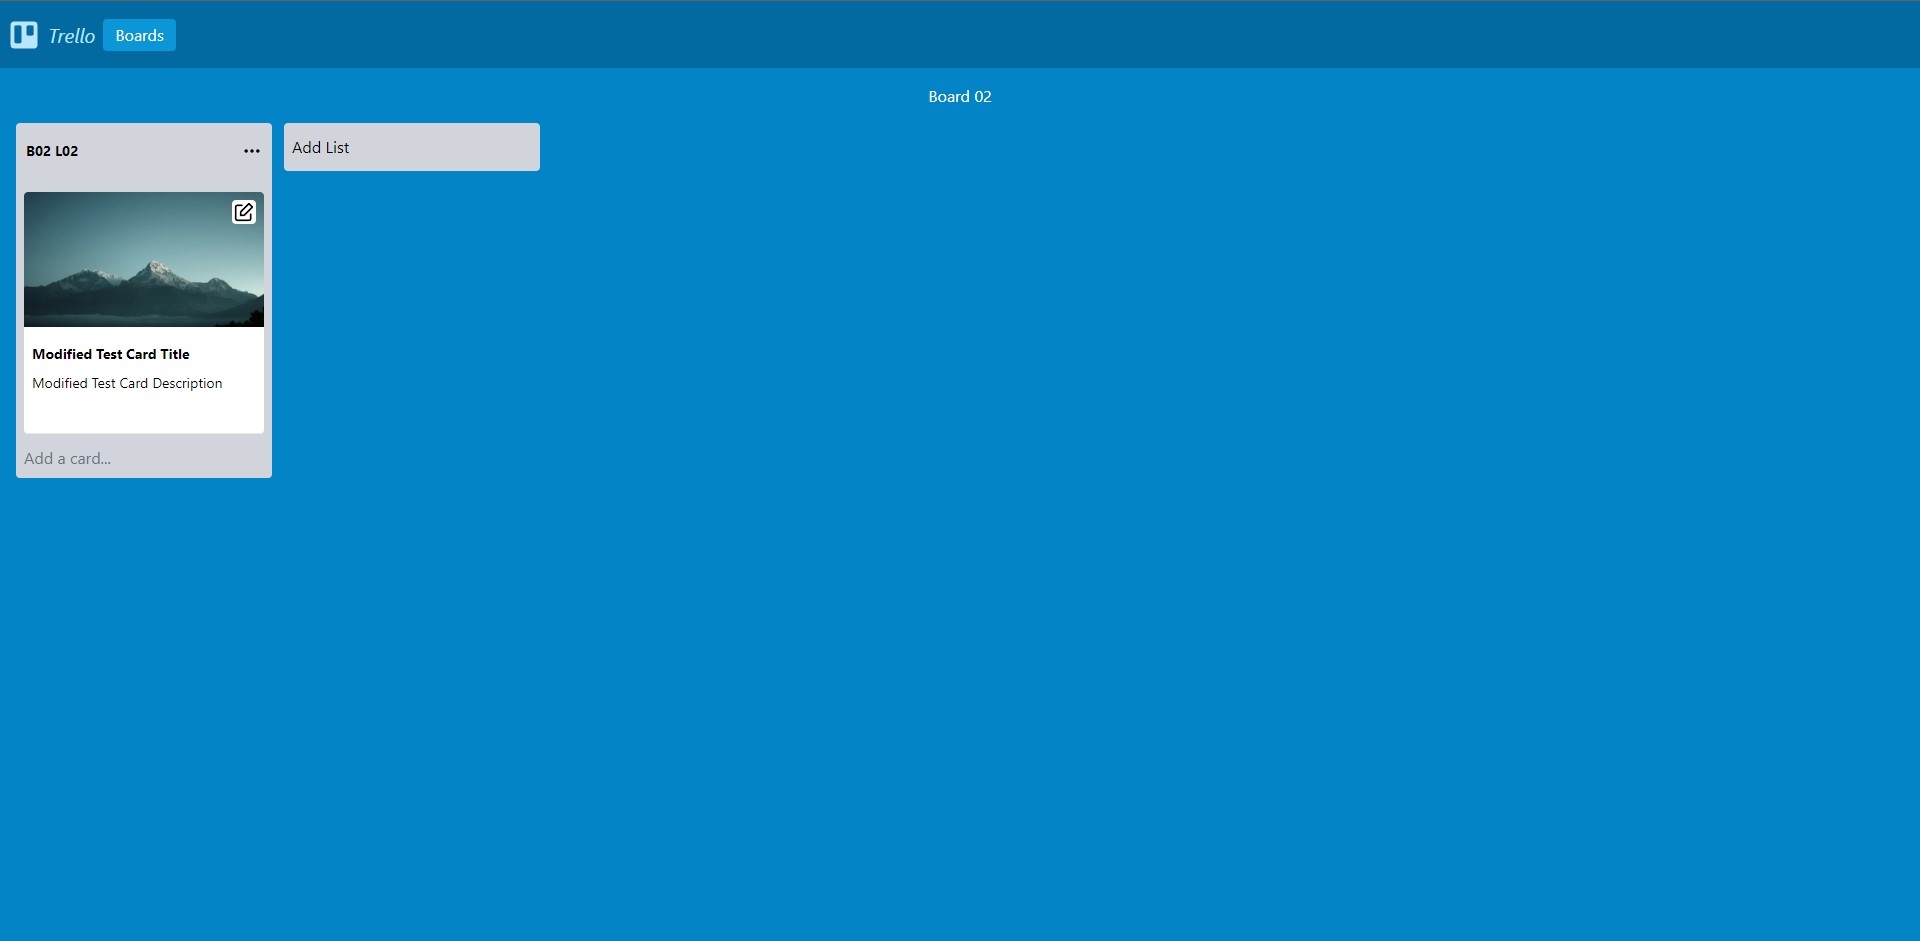 Trello Boards
Board 02
B02 L02
Add List
Modified Test Card Title
Modified Test Card Description
Add a card...